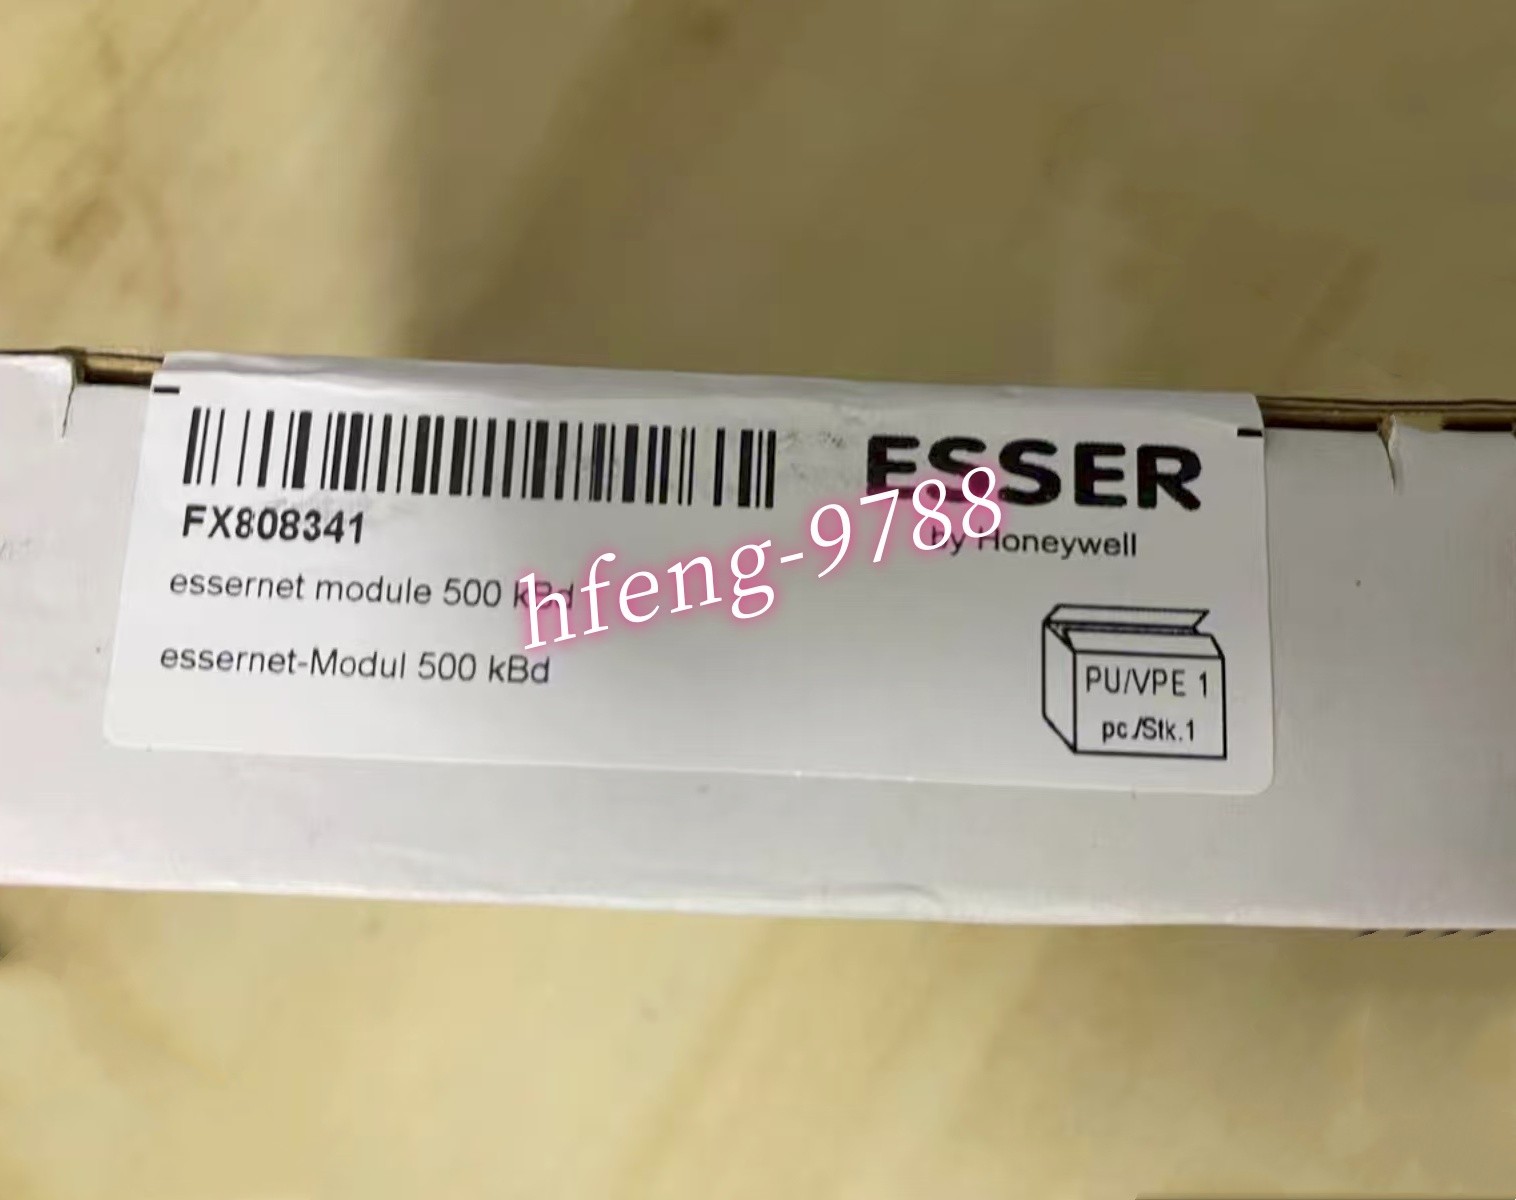 FX808341
essernet module 500 kBd
essernet-Modul 500 kBd
ESSER
by Honeywell
hfeng-9788
PU/VPE 1
pc./Stk.1